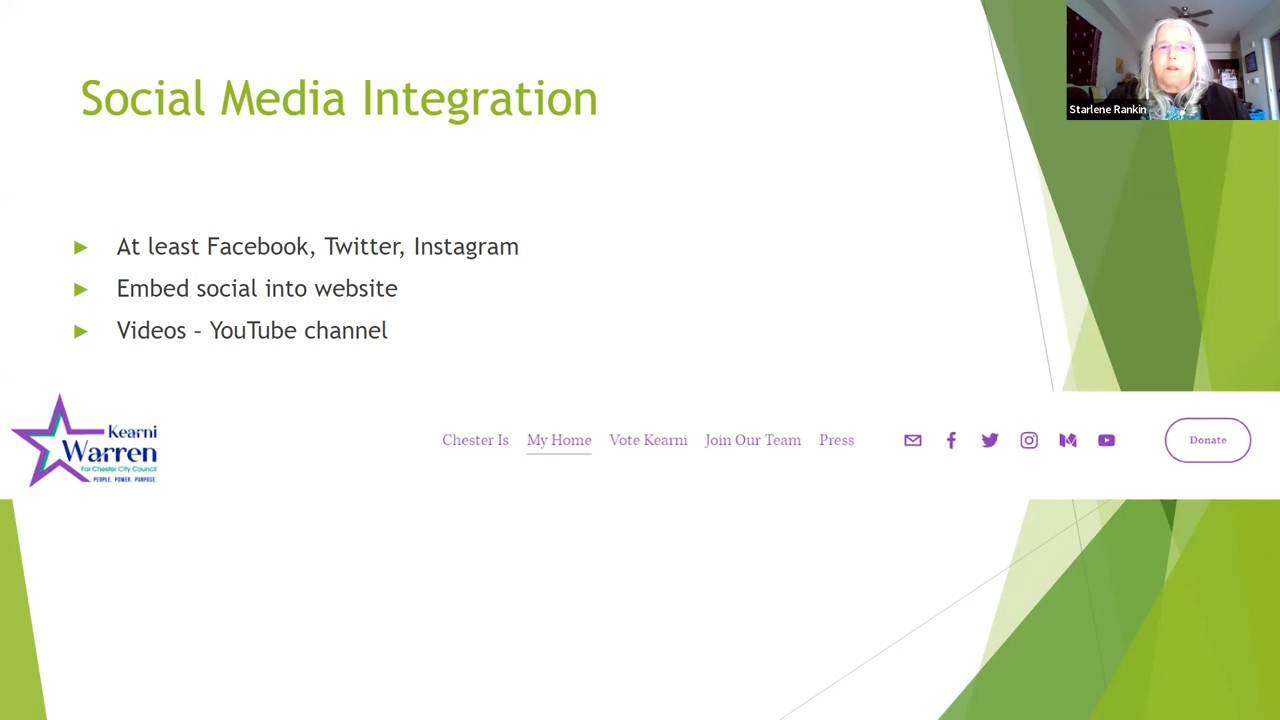 Social Media Integration
Starlene Rankin
At least Facebook, Twitter, Instagram
Embed social into website
Videos – YouTube channel
Kearni
Warren
For Chester City Council
PEOPLE. POWER. PURPOSE.
Chester Is My Home Vote Kearni Join Our Team Press Donate